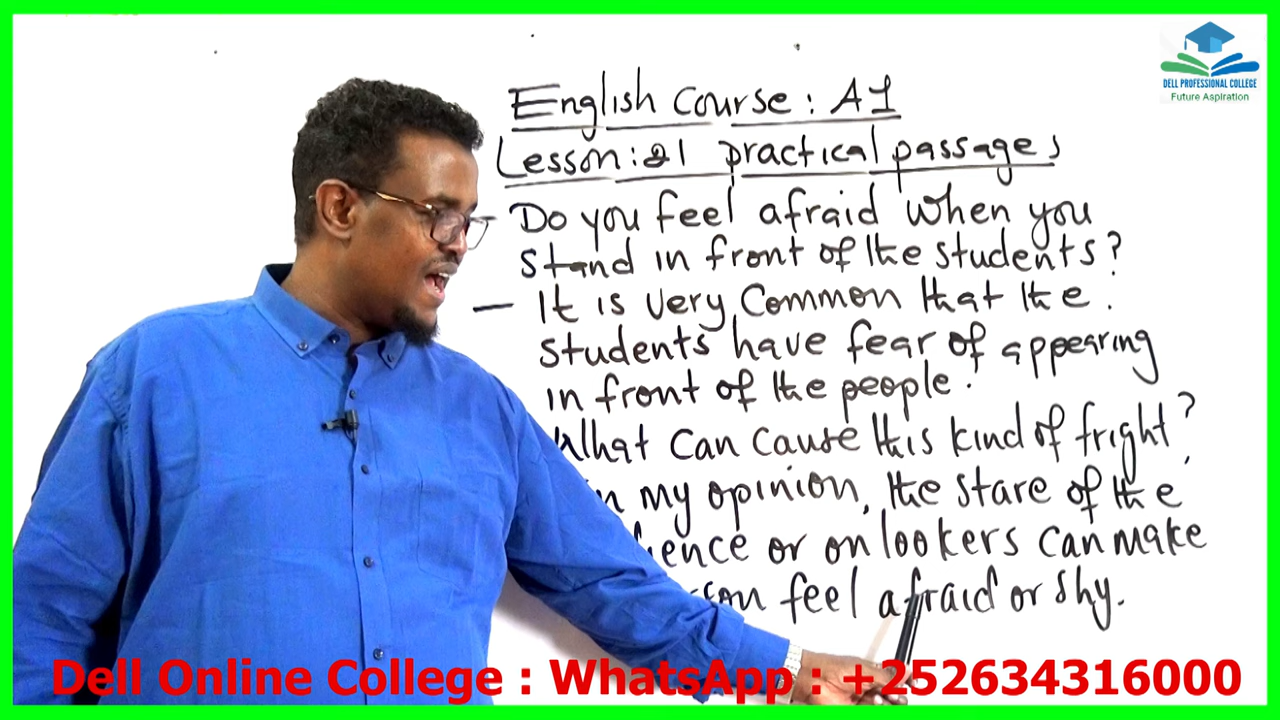 DELL PROFESSIONAL COLLEGE
Future Aspiration
English Course: A1
Lesson: 21 practical passages
- Do you feel afraid when you
stand in front of the students?
- It is very common that the
students have fear of appearing
in front of the people.
What can cause this kind of fright?
in my opinion, the stare of the
or on lookers can make
feel afraid or shy.
Dell Online College : WhatsApp : +252634316000